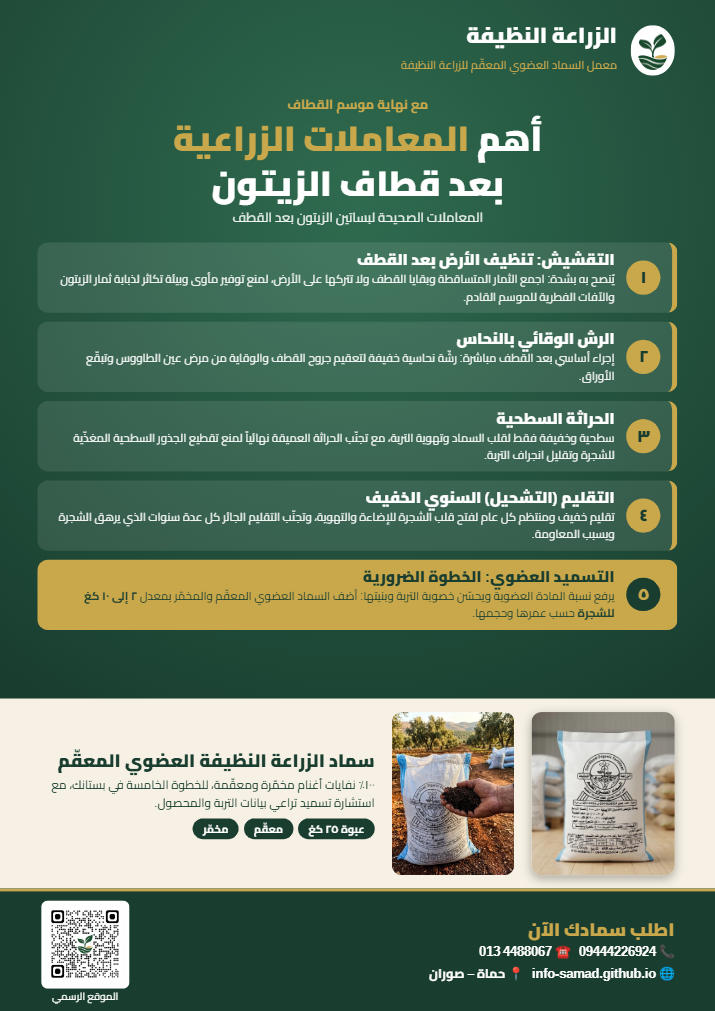 الزراعة النظيفة
معمل السماد العضوي المعقّم للزراعة النظيفة
مع نهاية موسم القطاف
أهم المعاملات الزراعية
بعد قطاف الزيتون
المعاملات الصحيحة لبساتين الزيتون بعد القطف
١
التقشيش: تنظيف الأرض بعد القطف
يُنصح به بشدة: اجمع الثمار المتساقطة وبقايا القطف ولا تتركها على الأرض، لمنع توفير مأوى وبيئة تكاثر لذبابة ثمار الزيتون
والآفات الفطرية للموسم القادم.
٢
الرش الوقائي بالنحاس
إجراء أساسي بعد القطف مباشرة: رشّة نحاسية خفيفة لتعقيم جروح القطف والوقاية من مرض عين الطاووس وتبقّع
الأوراق.
٣
الحراثة السطحية
سطحية وخفيفة فقط لقلب السماد وتهوية التربة، مع تجنّب الحراثة العميقة نهائياً لمنع تقطيع الجذور السطحية المغذّية
للشجرة وتقليل انجراف التربة.
٤
التقليم (التشحيل) السنوي الخفيف
تقليم خفيف ومنتظم كل عام لفتح قلب الشجرة للإضاءة والتهوية، وتجنّب التقليم الجائر كل عدة سنوات الذي يرهق الشجرة
ويسبب المعاومة.
٥
التسميد العضوي: الخطوة الضرورية
يرفع نسبة المادة العضوية ويحسّن خصوبة التربة وبنيتها: أضف السماد العضوي المعقّم والمخمّر بمعدل ٢ إلى ١٠ كغ
للشجرة حسب عمرها وحجمها.
سماد الزراعة النظيفة العضوي المعقّم
١٠٠٪ نفايات أغنام مخمّرة ومعقّمة، للخطوة الخامسة في بستانك، مع
استشارة تسميد تراعي بيانات التربة والمحصول.
عبوة ٢٥ كغ معقّم مخمّر
اطلب سمادك الآن
09444226924 013 4488067
info-samad.github.io حماة – صوران
الموقع الرسمي